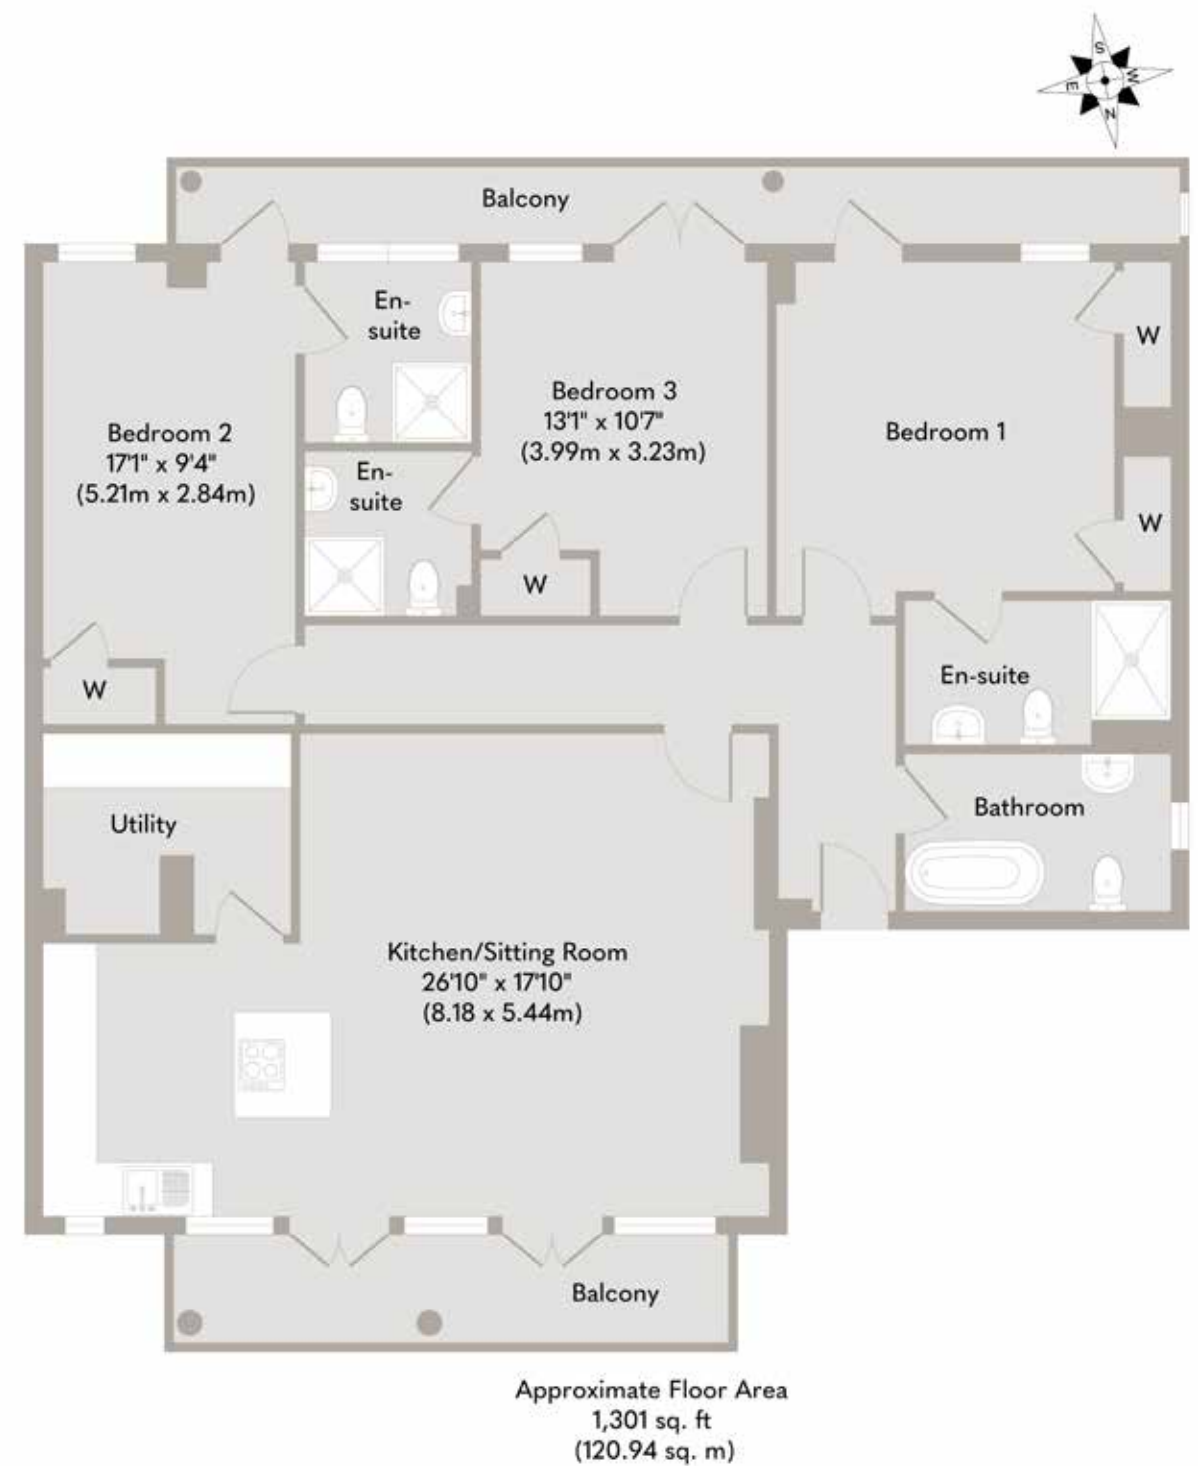 S
W
E
N
Balcony
En-
suite
W
Bedroom 3
13'1" x 10'7"
(3.99m x 3.23m)
Bedroom 2
17'1" x 9'4"
(5.21m x 2.84m)
Bedroom 1
En-
suite
W
W
En-suite
W
Bathroom
Utility
Kitchen/Sitting Room
26'10" x 17'10"
(8.18 x 5.44m)
Balcony
Approximate Floor Area
1,301 sq. ft
(120.94 sq. m)